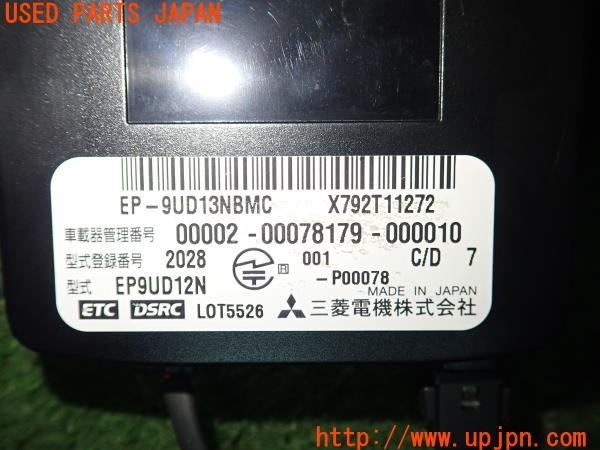 USED PARTS JAPAN
EP-9UD13NBMC X792T11272
車載器管理番号 00002-00078179-000010
型式登録番号 2028 R 001 C/D 7
-P00078
型式 EP9UD12N MADE IN JAPAN
ETC DSRC LOT5526 三菱電機株式会社
http://www.upjpn.com/